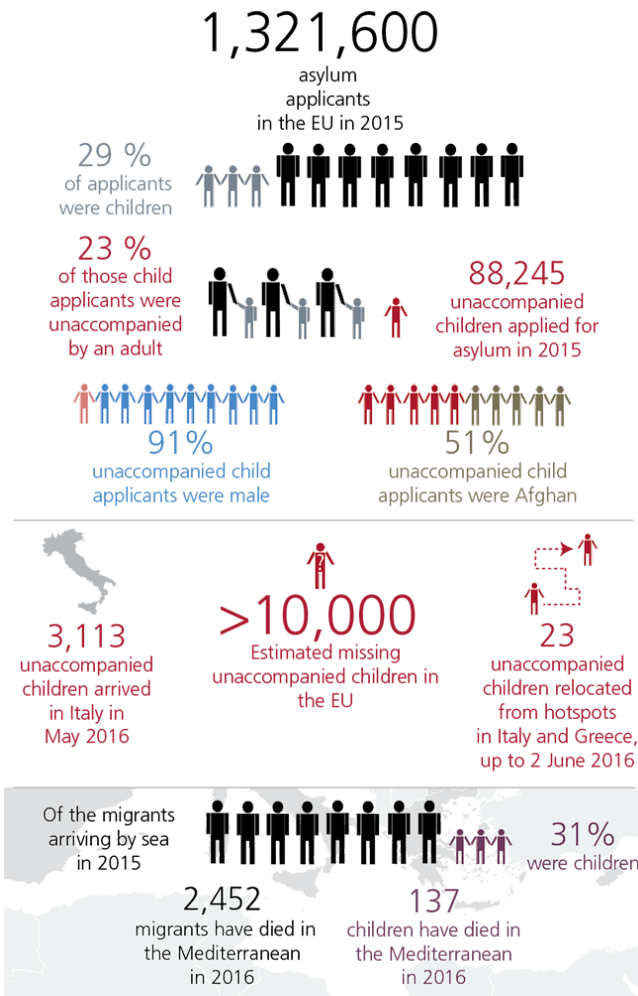 1,321,600
asylum
applicants
in the EU in 2015
29 %
of applicants
were children
23 %
of those child
applicants were
unaccompanied
by an adult
88,245
unaccompanied
children applied for
asylum in 2015
91%
unaccompanied child
applicants were male
51%
unaccompanied child
applicants were Afghan
3,113
unaccompanied
children arrived
in Italy in
May 2016
?
>10,000
Estimated missing
unaccompanied children in
the EU
23
unaccompanied
children relocated
from hotspots
in Italy and Greece,
up to 2 June 2016
Of the migrants
arriving by sea
in 2015
31%
were children
2,452
migrants have died in
the Mediterranean
in 2016
137
children have died in
the Mediterranean
in 2016